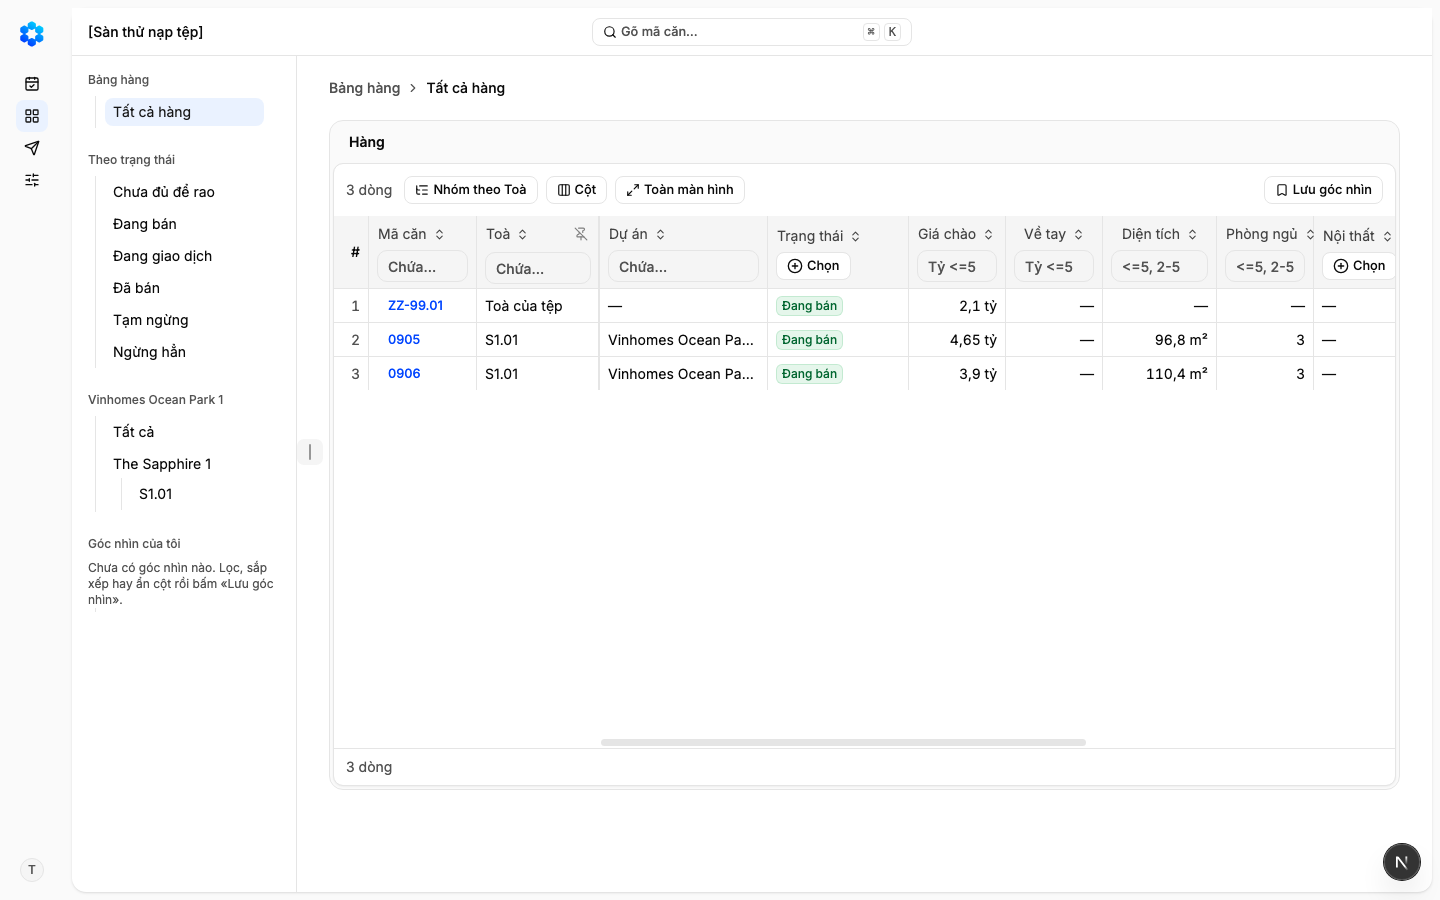 [Sàn thử nạp tệp]
Gõ mã căn...
⌘ K
Bảng hàng
Tất cả hàng
Theo trạng thái
Chưa đủ để rao
Đang bán
Đang giao dịch
Đã bán
Tạm ngừng
Ngừng hẳn
Vinhomes Ocean Park 1
Tất cả
The Sapphire 1
S1.01
Góc nhìn của tôi
Chưa có góc nhìn nào. Lọc, sắp
xếp hay ẩn cột rồi bấm «Lưu góc
nhìn».
T
Bảng hàng > Tất cả hàng
Hàng
3 dòng Nhóm theo Toà Cột Toàn màn hình Lưu góc nhìn
# Mã căn Toà Dự án Trạng thái Giá chào Về tay Diện tích Phòng ngủ Nội thất
Chứa... Chứa... Chứa... Chọn Tỷ <=5 Tỷ <=5 <=5, 2-5 <=5, 2-5 Chọn
1 ZZ-99.01 Toà của tệp — Đang bán 2,1 tỷ — — — —
2 0905 S1.01 Vinhomes Ocean Pa... Đang bán 4,65 tỷ — 96,8 m² 3 —
3 0906 S1.01 Vinhomes Ocean Pa... Đang bán 3,9 tỷ — 110,4 m² 3 —
3 dòng
N